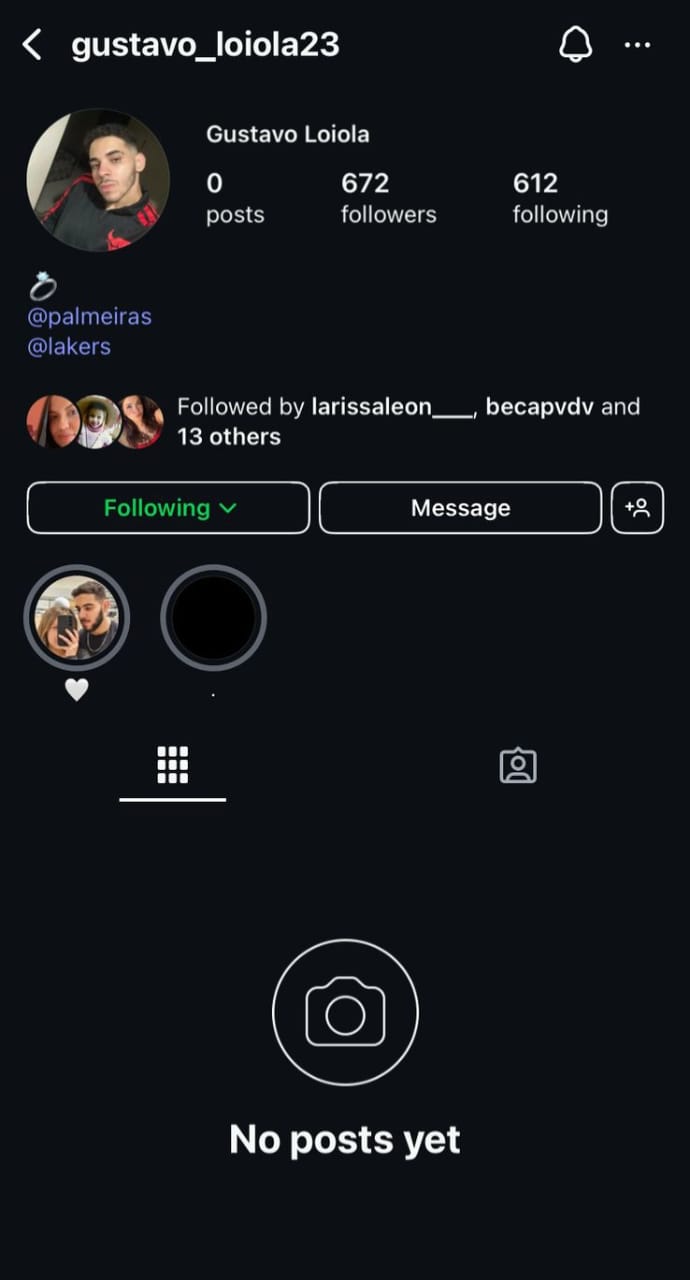 gustavo_loiola23
Gustavo Loiola
0 672 612
posts followers following
@palmeiras
@lakers
Followed by larissaleon___, becapvdv and
13 others
Following Message
.
No posts yet